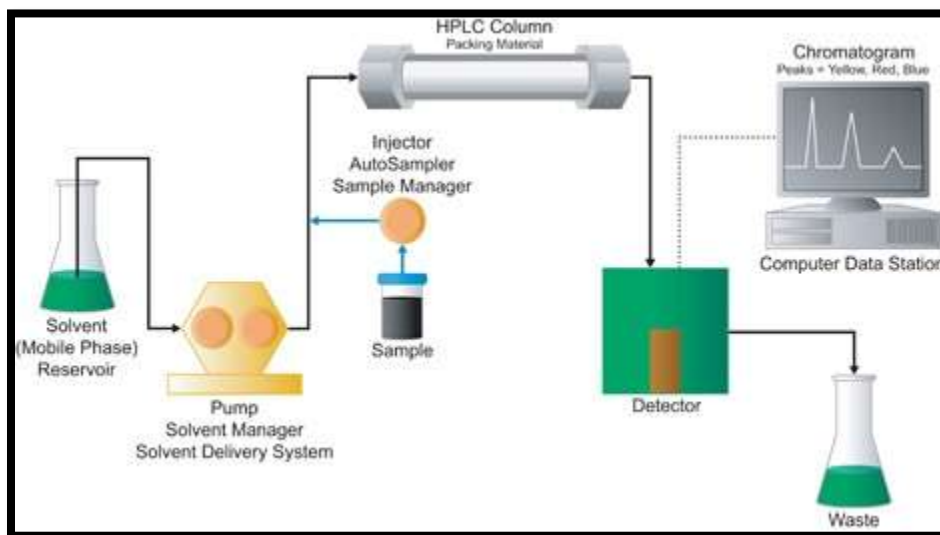 HPLC Column
Packing Material
Chromatogram
Peaks = Yellow, Red, Blue
Injector
AutoSampler
Sample Manager
Computer Data Station
Solvent
(Mobile Phase)
Reservoir
Sample
Pump
Solvent Manager
Solvent Delivery System
Detector
Waste